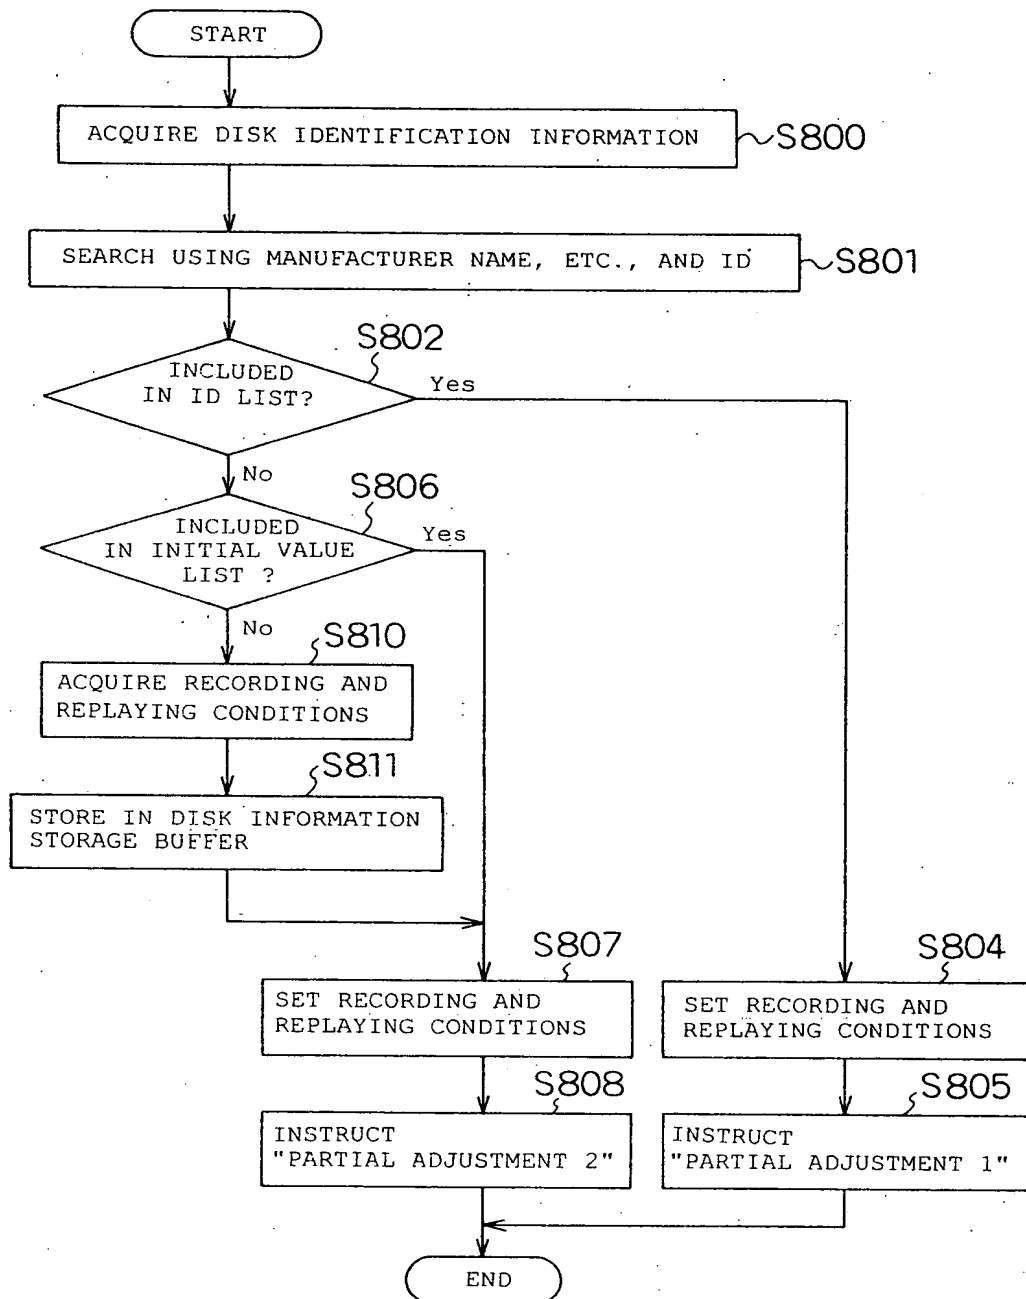 START
ACQUIRE DISK IDENTIFICATION INFORMATION
S800
SEARCH USING MANUFACTURER NAME, ETC., AND ID
S801
S802
INCLUDED
IN ID LIST?
Yes
No
S806
INCLUDED
IN INITIAL VALUE
LIST ?
Yes
No
S810
ACQUIRE RECORDING AND
REPLAYING CONDITIONS
S811
STORE IN DISK INFORMATION
STORAGE BUFFER
S807
SET RECORDING AND
REPLAYING CONDITIONS
S804
SET RECORDING AND
REPLAYING CONDITIONS
S808
INSTRUCT
"PARTIAL ADJUSTMENT 2"
S805
INSTRUCT
"PARTIAL ADJUSTMENT 1"
END